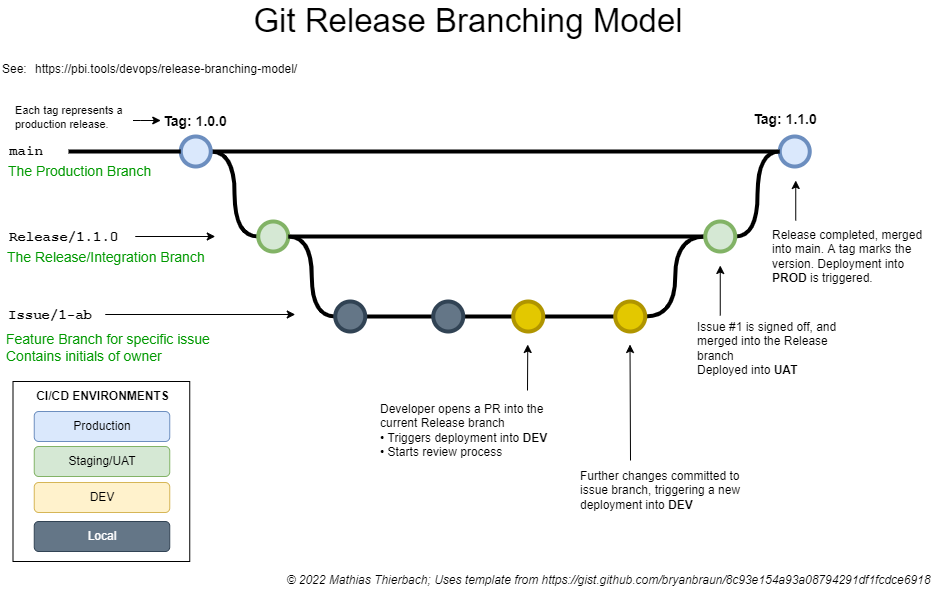 Git Release Branching Model
See: https://pbi.tools/devops/release-branching-model/
Each tag represents a
production release.
Tag: 1.0.0
Tag: 1.1.0
main
The Production Branch
Release/1.1.0
The Release/Integration Branch
Release completed, merged
into main. A tag marks the
version. Deployment into
PROD is triggered.
Issue/1-ab
Feature Branch for specific issue
Contains initials of owner
Issue #1 is signed off, and
merged into the Release
branch
Deployed into UAT
Developer opens a PR into the
current Release branch
• Triggers deployment into DEV
• Starts review process
Further changes committed to
issue branch, triggering a new
deployment into DEV
CI/CD ENVIRONMENTS
Production
Staging/UAT
DEV
Local
© 2022 Mathias Thierbach; Uses template from https://gist.github.com/bryanbraun/8c93e154a93a08794291df1fcdce6918